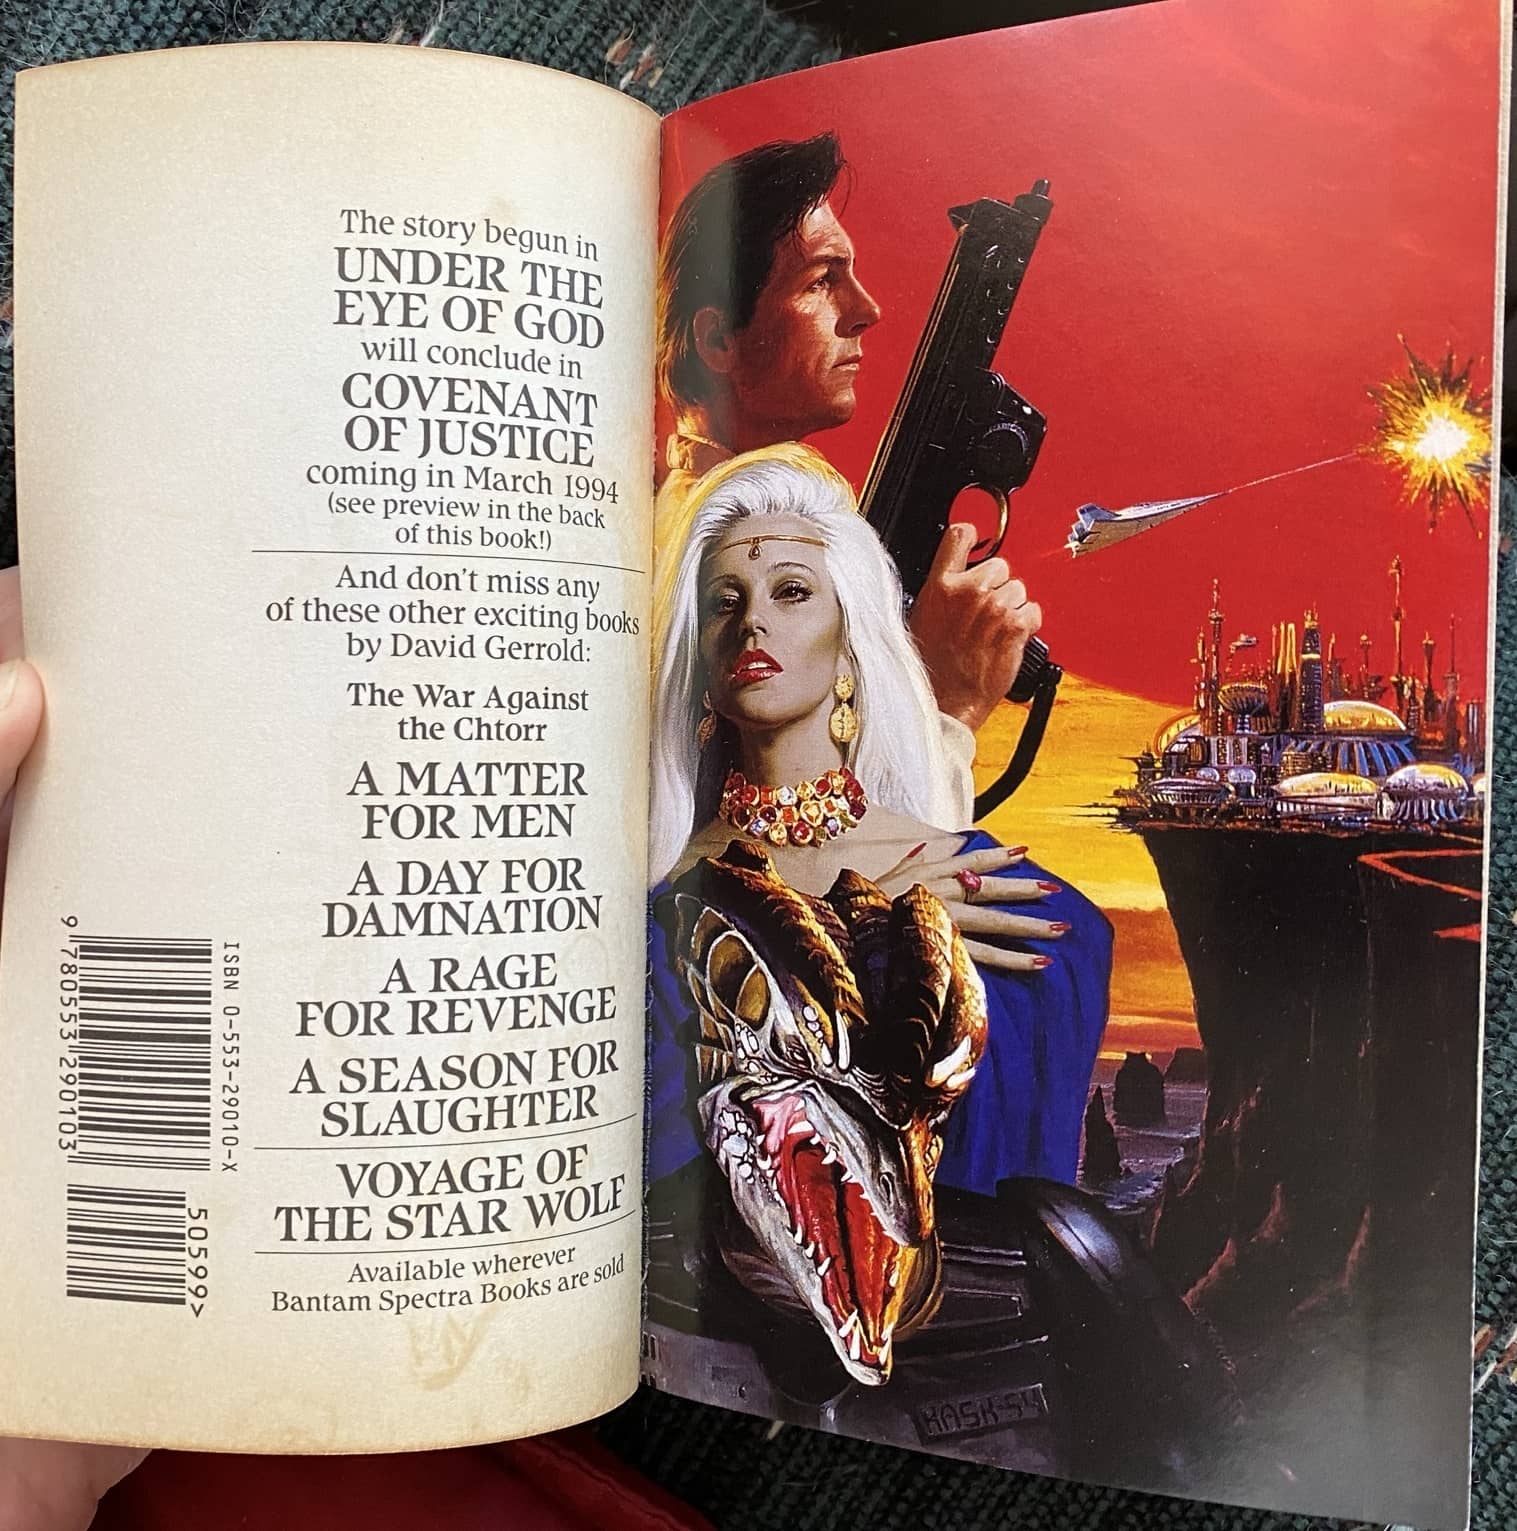 The story begun in
UNDER THE
EYE OF GOD
will conclude in
COVENANT
OF JUSTICE
coming in March 1994
(see preview in the back
of this book!)
And don't miss any
of these other exciting books
by David Gerrold:
The War Against
the Chtorr
A MATTER
FOR MEN
A DAY FOR
DAMNATION
A RAGE
FOR REVENGE
A SEASON FOR
SLAUGHTER
VOYAGE OF
THE STAR WOLF
Available wherever
Bantam Spectra Books are sold
ISBN 0-553-29010-X
9 780553 290103
50599>
KASK-54